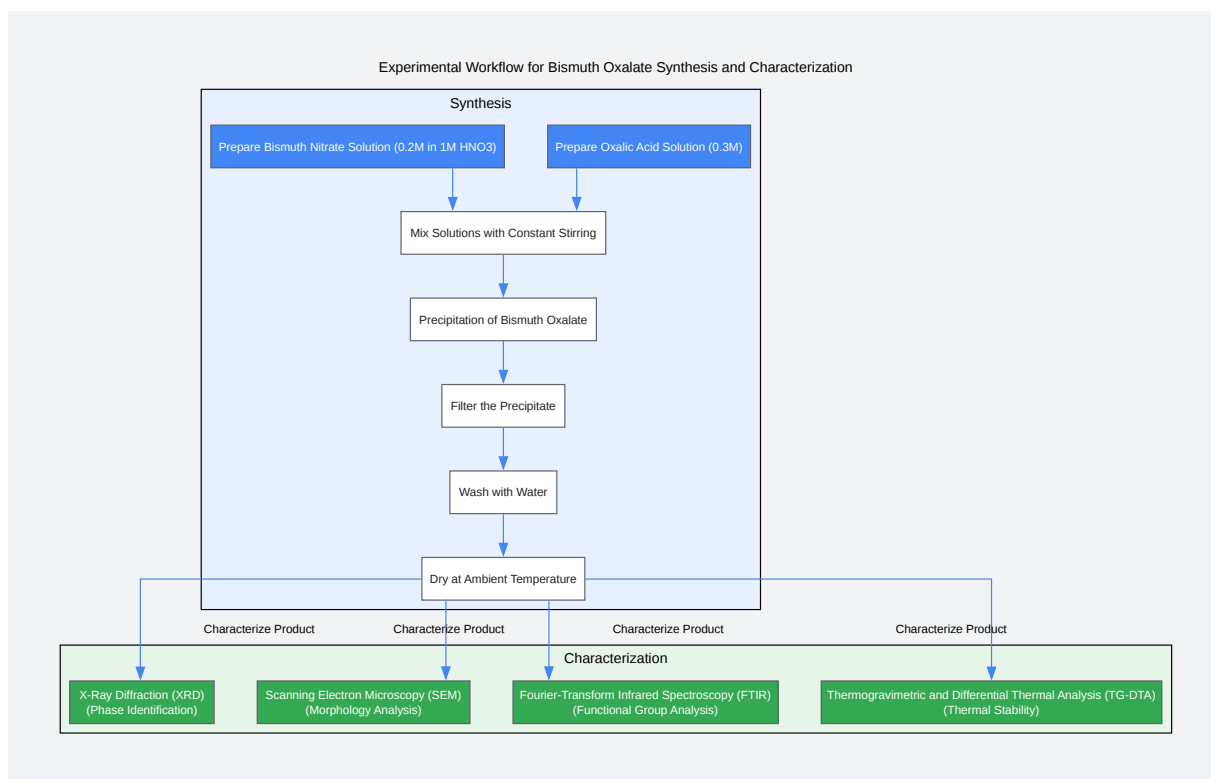 Experimental Workflow for Bismuth Oxalate Synthesis and Characterization
Synthesis
Prepare Bismuth Nitrate Solution (0.2M in 1M HNO3)
Prepare Oxalic Acid Solution (0.3M)
Mix Solutions with Constant Stirring
Precipitation of Bismuth Oxalate
Filter the Precipitate
Wash with Water
Dry at Ambient Temperature
Characterize Product
Characterize Product
Characterize Product
Characterize Product
Characterization
X-Ray Diffraction (XRD)
(Phase Identification)
Scanning Electron Microscopy (SEM)
(Morphology Analysis)
Fourier-Transform Infrared Spectroscopy (FTIR)
(Functional Group Analysis)
Thermogravimetric and Differential Thermal Analysis (TG-DTA)
(Thermal Stability)